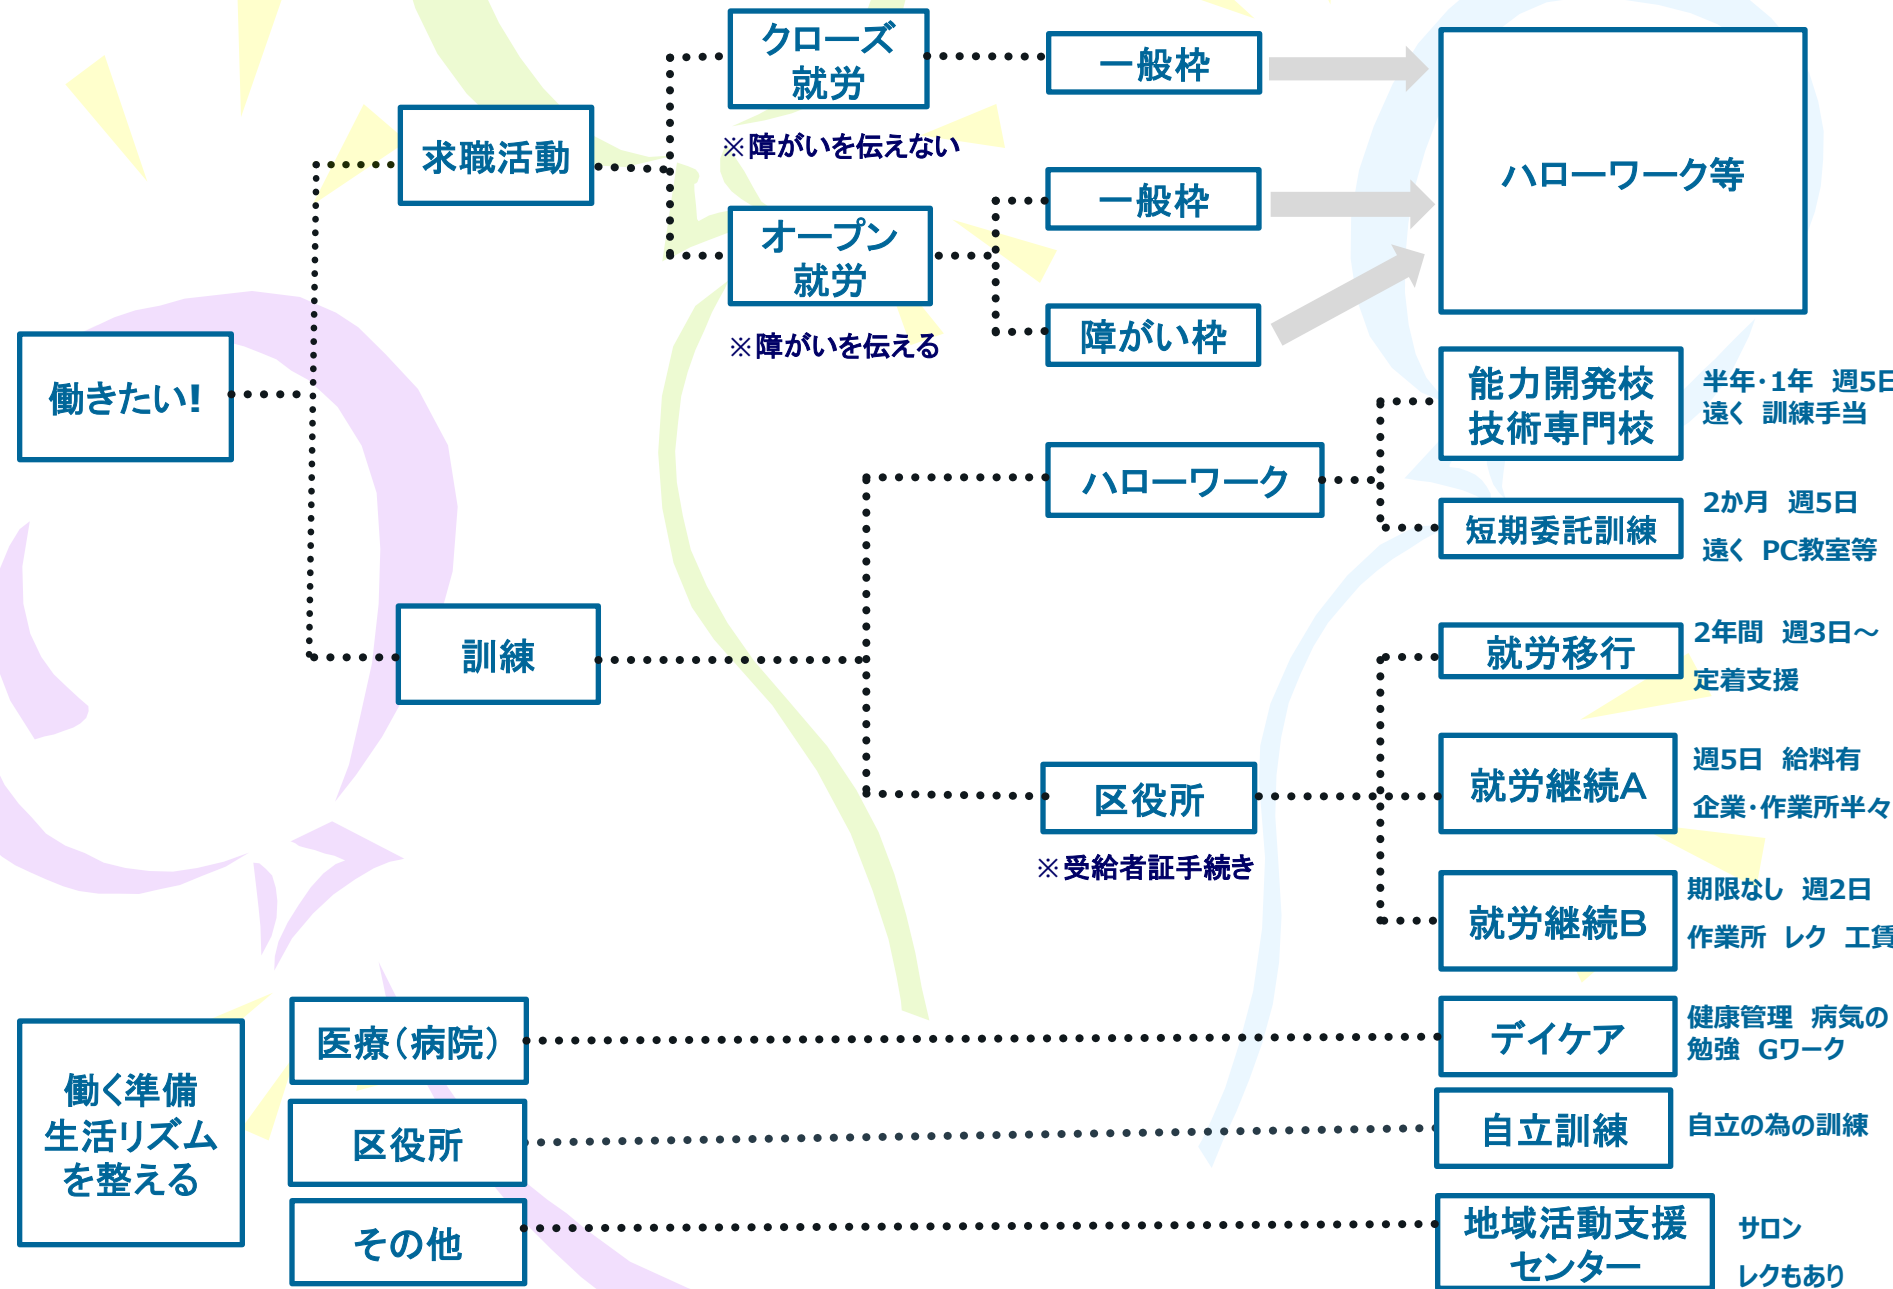 クローズ
就労
※障がいを伝えない
一般枠
ハローワーク等
求職活動
オープン
就労
※障がいを伝える
一般枠
障がい枠
働きたい!
能力開発校
技術専門校
半年・1年 週5日
遠く 訓練手当
ハローワーク
短期委託訓練
2か月 週5日
遠く PC教室等
訓練
就労移行
2年間 週3日～
定着支援
区役所
※受給者証手続き
就労継続A
週5日 給料有
企業・作業所半々
就労継続B
期限なし 週2日
作業所 レク 工賃
働く準備
生活リズム
を整える
医療(病院)
デイケア
健康管理 病気の
勉強 Gワーク
区役所
自立訓練
自立の為の訓練
その他
地域活動支援
センター
サロン
レクもあり